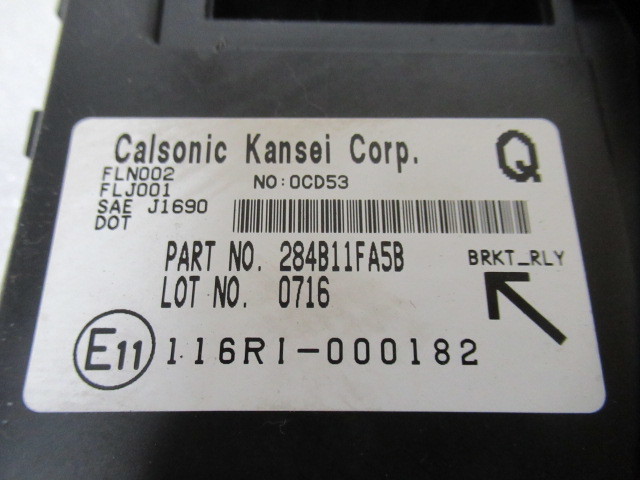 Calsonic Kansei Corp.
Q
FLN002
FLJ001
NO:0CD53
SAE J1690
DOT
PART NO. 284B11FA5B
BRKT_RLY
LOT NO. 0716
E11 116RI-000182